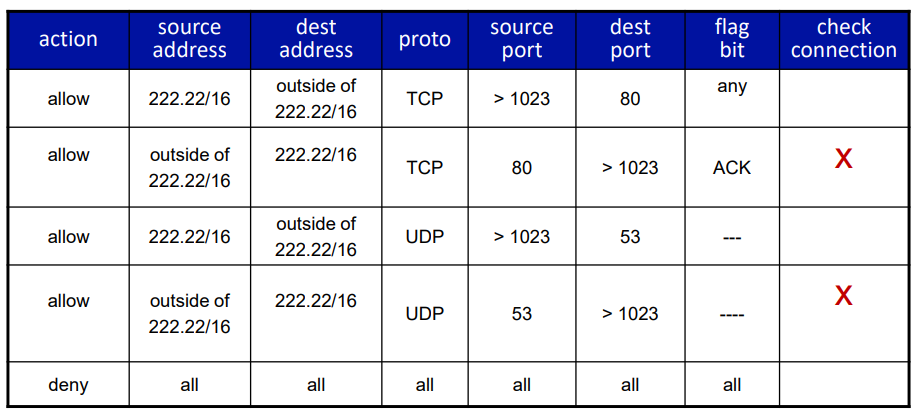 action source address dest address proto source port dest port flag bit check connection
allow 222.22/16 outside of 222.22/16 TCP > 1023 80 any
allow outside of 222.22/16 222.22/16 TCP 80 > 1023 ACK X
allow 222.22/16 outside of 222.22/16 UDP > 1023 53 ---
allow outside of 222.22/16 222.22/16 UDP 53 > 1023 ---- X
deny all all all all all all